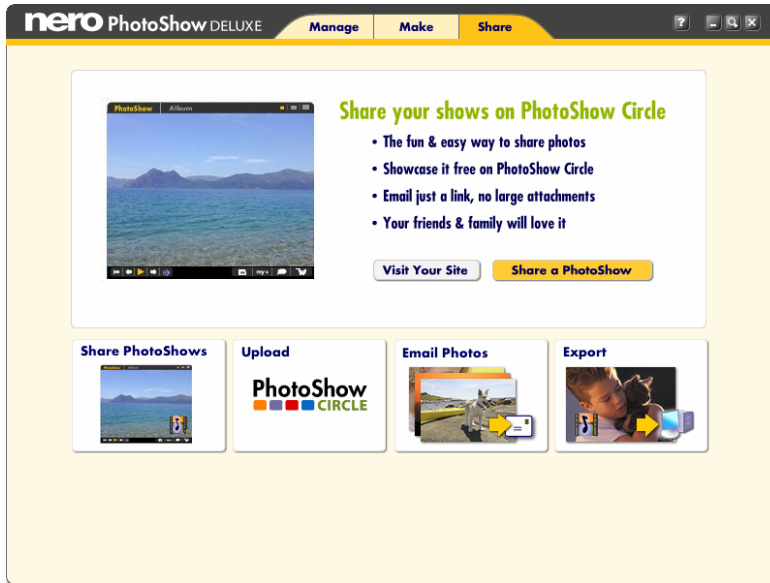 nero PhotoShow DELUXE
Manage
Make
Share
?
PhotoShow Album
Share your shows on PhotoShow Circle
• The fun & easy way to share photos
• Showcase it free on PhotoShow Circle
• Email just a link, no large attachments
• Your friends & family will love it
my+
Visit Your Site
Share a PhotoShow
Share PhotoShows
Upload
Email Photos
Export
PhotoShow
CIRCLE